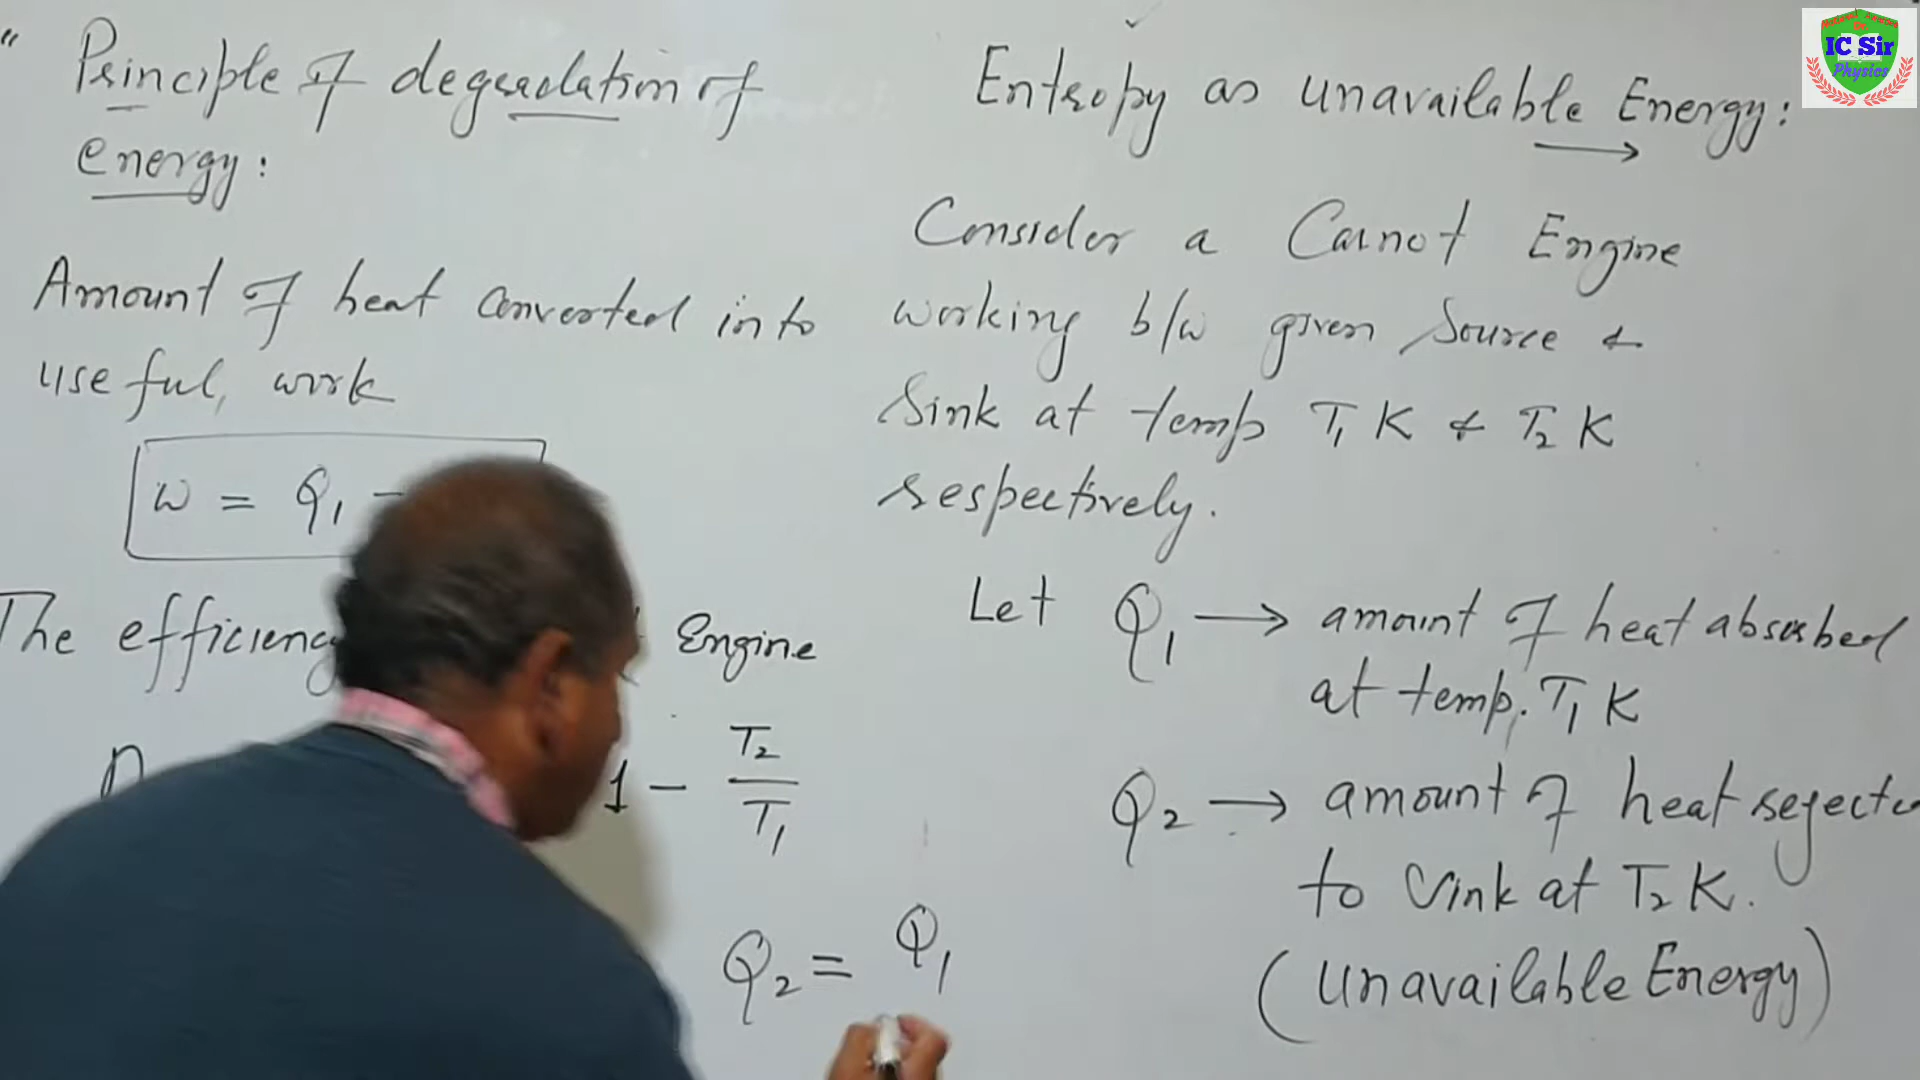 " Principle of degradation of
energy:
Amount of heat converted into
useful, work
W = Q₁ -
The efficiency Engine
1 - T₂/T₁
Q₂ = Q₁
Entropy as unavailable Energy:
Consider a Carnot Engine
working b/w given source &
Sink at temp T₁ K & T₂ K
respectively.
Let Q₁ → amount of heat absorbed
at temp. T₁ K
Q₂ → amount of heat rejected
to Sink at T₂ K.
(Unavailable Energy)
IC Sir
Physics